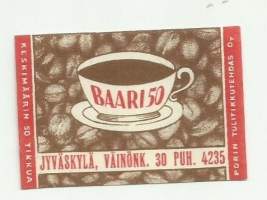 KESKIMÄÄRIN 50 TIKKUA
BAARI 50
JYVÄSKYLÄ, VÄINÖNK. 30 PUH. 4235
PORIN TULITIKKUTEHDAS OY